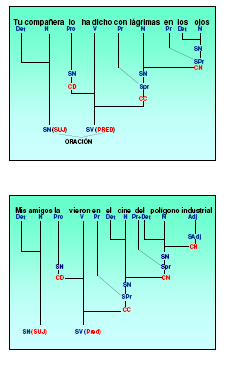 Tu compañera lo ha dicho con lágrimas en los ojos
Det N Pro V Pr N Pr Det N
SN
SPr
SN CN
CD Spr
CC
SN(SUJ) SV(PRED)
ORACIÓN
Mis amigos la vieron en el cine del polígono industrial
Det N Pro V Pr Det N Pr+Det N Adj
SAdj
CN
SN SN
Spr
CD CN
SN
SPr
CC
SN(SUJ) SV(Pred)